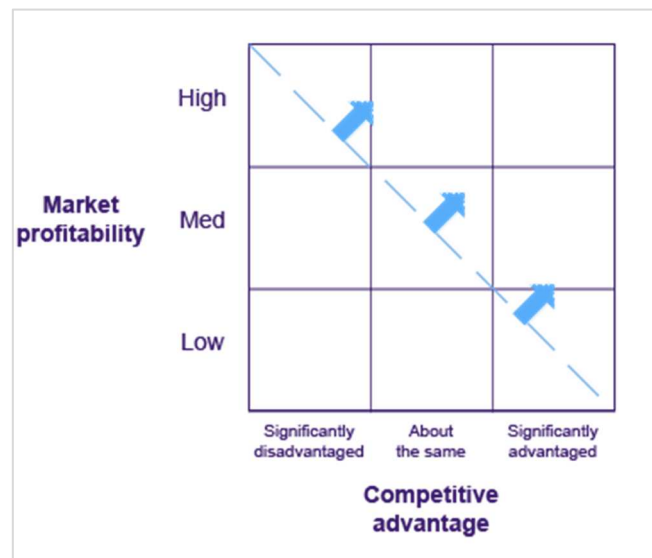 High
Market
profitability
Med
Low
Significantly
disadvantaged
About
the same
Significantly
advantaged
Competitive
advantage